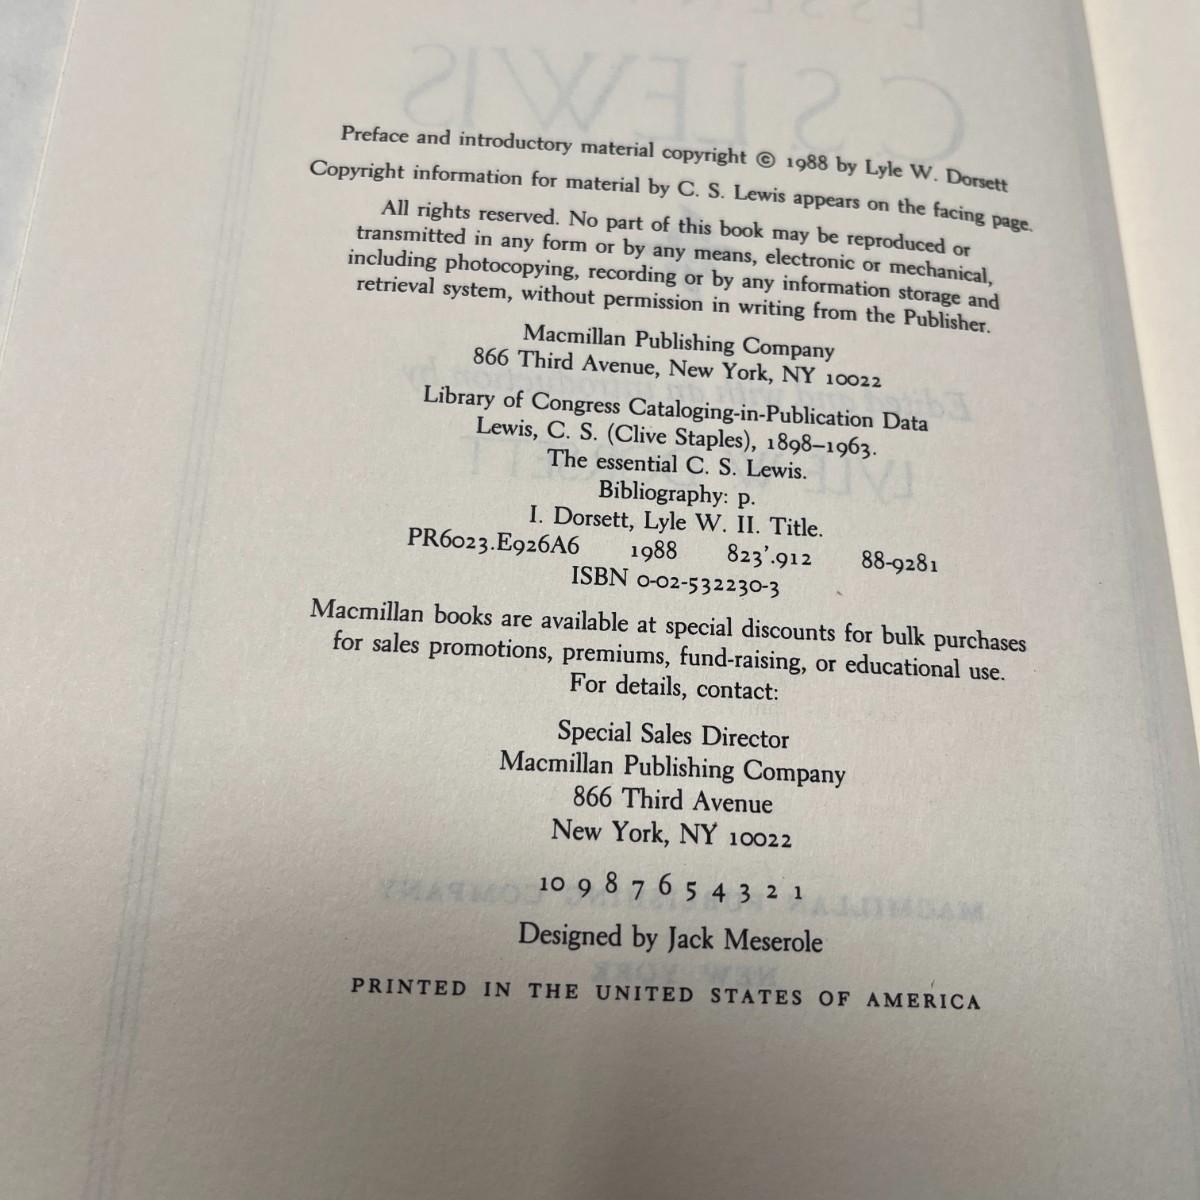 Preface and introductory material copyright © 1988 by Lyle W. Dorsett
Copyright information for material by C. S. Lewis appears on the facing page.
All rights reserved. No part of this book may be reproduced or
transmitted in any form or by any means, electronic or mechanical,
including photocopying, recording or by any information storage and
retrieval system, without permission in writing from the Publisher.
Macmillan Publishing Company
866 Third Avenue, New York, NY 10022
Library of Congress Cataloging-in-Publication Data
Lewis, C. S. (Clive Staples), 1898–1963.
The essential C. S. Lewis.
Bibliography: p.
I. Dorsett, Lyle W. II. Title.
PR6023.E926A6 1988 823'.912 88-9281
ISBN 0-02-532230-3
Macmillan books are available at special discounts for bulk purchases
for sales promotions, premiums, fund-raising, or educational use.
For details, contact:
Special Sales Director
Macmillan Publishing Company
866 Third Avenue
New York, NY 10022
10 9 8 7 6 5 4 3 2 1
Designed by Jack Meserole
PRINTED IN THE UNITED STATES OF AMERICA